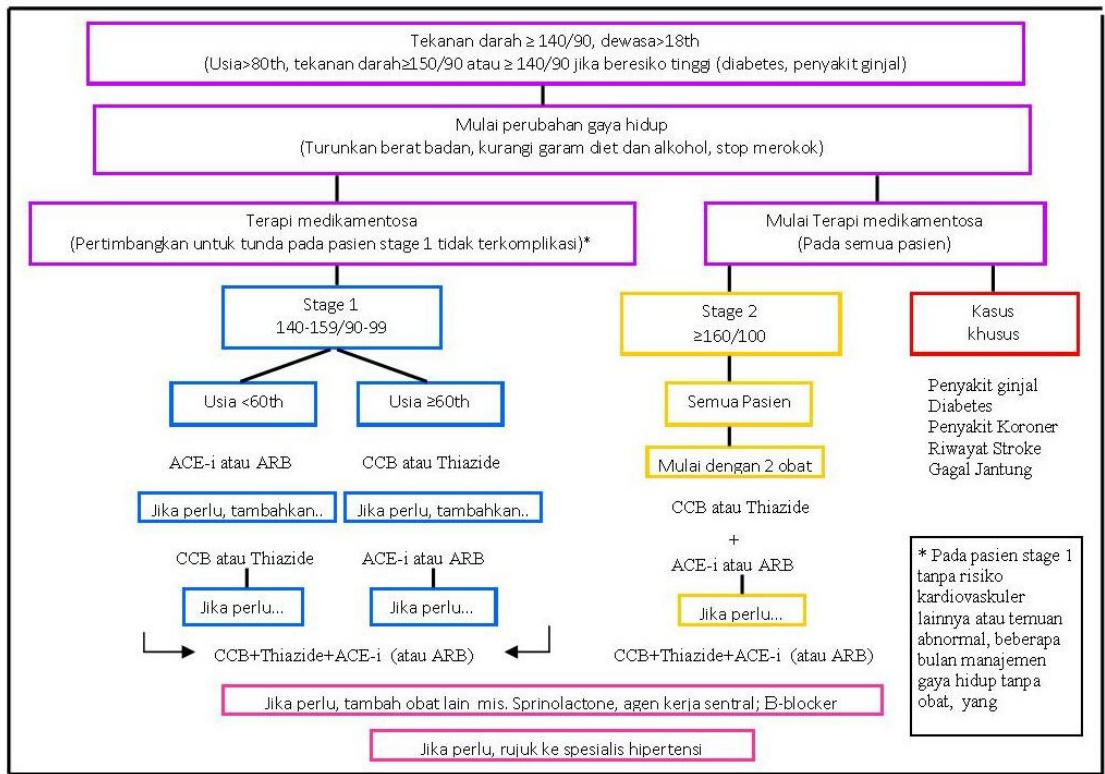 Tekanan darah ≥ 140/90, dewasa>18th
(Usia>80th, tekanan darah≥150/90 atau ≥ 140/90 jika beresiko tinggi (diabetes, penyakit ginjal)
Mulai perubahan gaya hidup
(Turunkan berat badan, kurangi garam diet dan alkohol, stop merokok)
Terapi medikamentosa
(Pertimbangkan untuk tunda pada pasien stage 1 tidak terkomplikasi)*
Mulai Terapi medikamentosa
(Pada semua pasien)
Stage 1
140-159/90-99
Usia <60th
Usia ≥60th
ACE-i atau ARB
CCB atau Thiazide
Jika perlu, tambahkan..
Jika perlu, tambahkan..
CCB atau Thiazide
ACE-i atau ARB
Jika perlu...
Jika perlu...
CCB+Thiazide+ACE-i (atau ARB)
Stage 2
≥160/100
Semua Pasien
Mulai dengan 2 obat
CCB atau Thiazide
+
ACE-i atau ARB
Jika perlu...
CCB+Thiazide+ACE-i (atau ARB)
Kasus
khusus
Penyakit ginjal
Diabetes
Penyakit Koroner
Riwayat Stroke
Gagal Jantung
* Pada pasien stage 1
tanpa risiko
kardiovaskuler
lainnya atau temuan
abnormal, beberapa
bulan manajemen
gaya hidup tanpa
obat, yang
Jika perlu, tambah obat lain mis. Sprinolactone, agen kerja sentral; B-blocker
Jika perlu, rujuk ke spesialis hipertensi